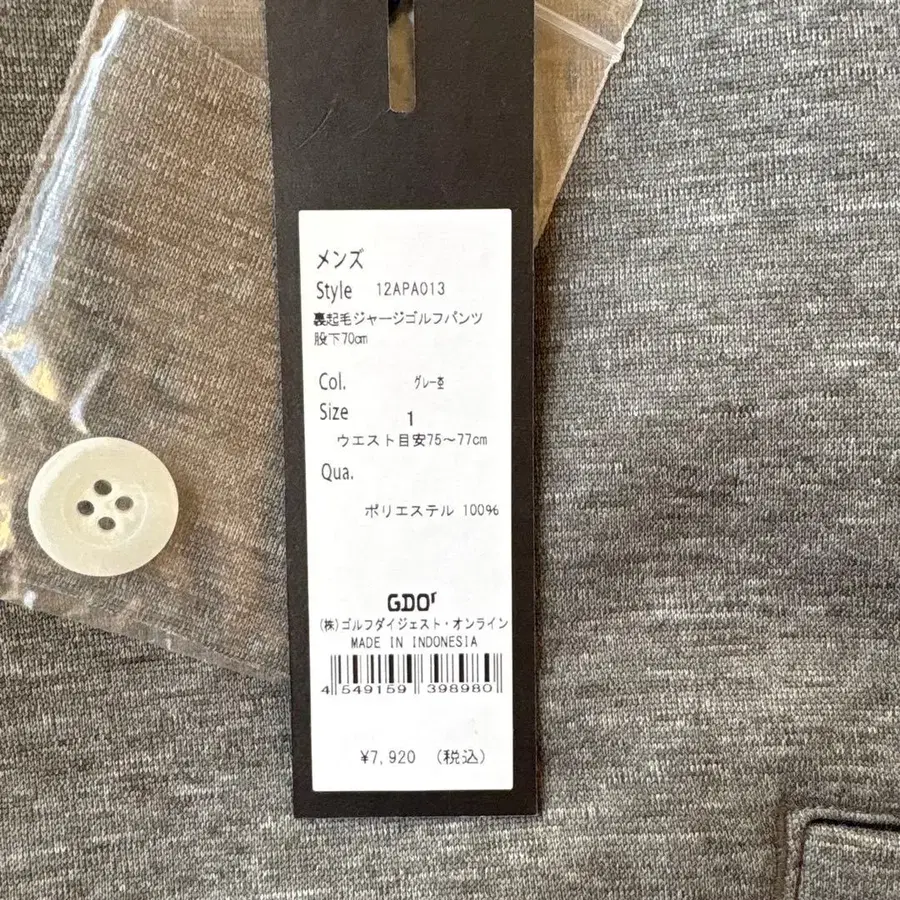 メンズ
Style 12APA013
裏起毛ジャージゴルフパンツ
股下70cm
Col. グレー杢
Size 1
ウエスト目安75～77cm
Qua.
ポリエステル 100%
GDOr
(株)ゴルフダイジェスト・オンライン
MADE IN INDONESIA
4 549159 398980
¥7,920 (税込)